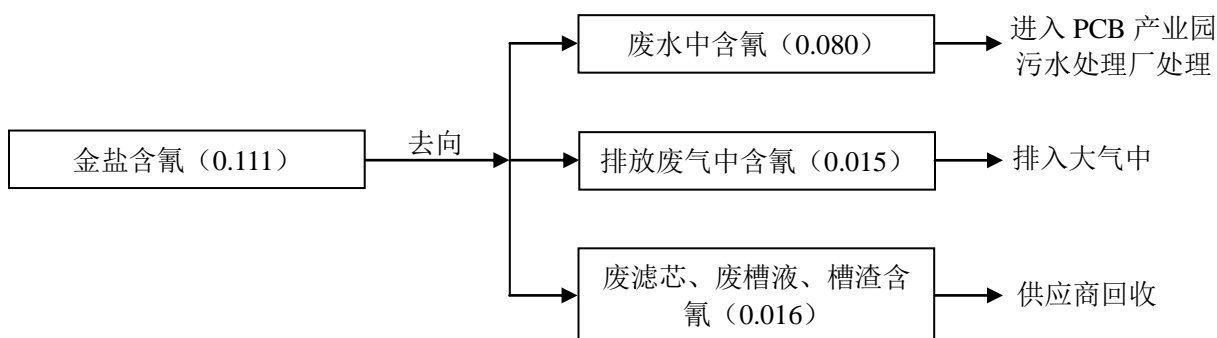 废水中含氰（0.080）
进入 PCB 产业园
污水处理厂处理
金盐含氰（0.111）
去向
排放废气中含氰（0.015）
排入大气中
废滤芯、废槽液、槽渣含
氰（0.016）
供应商回收